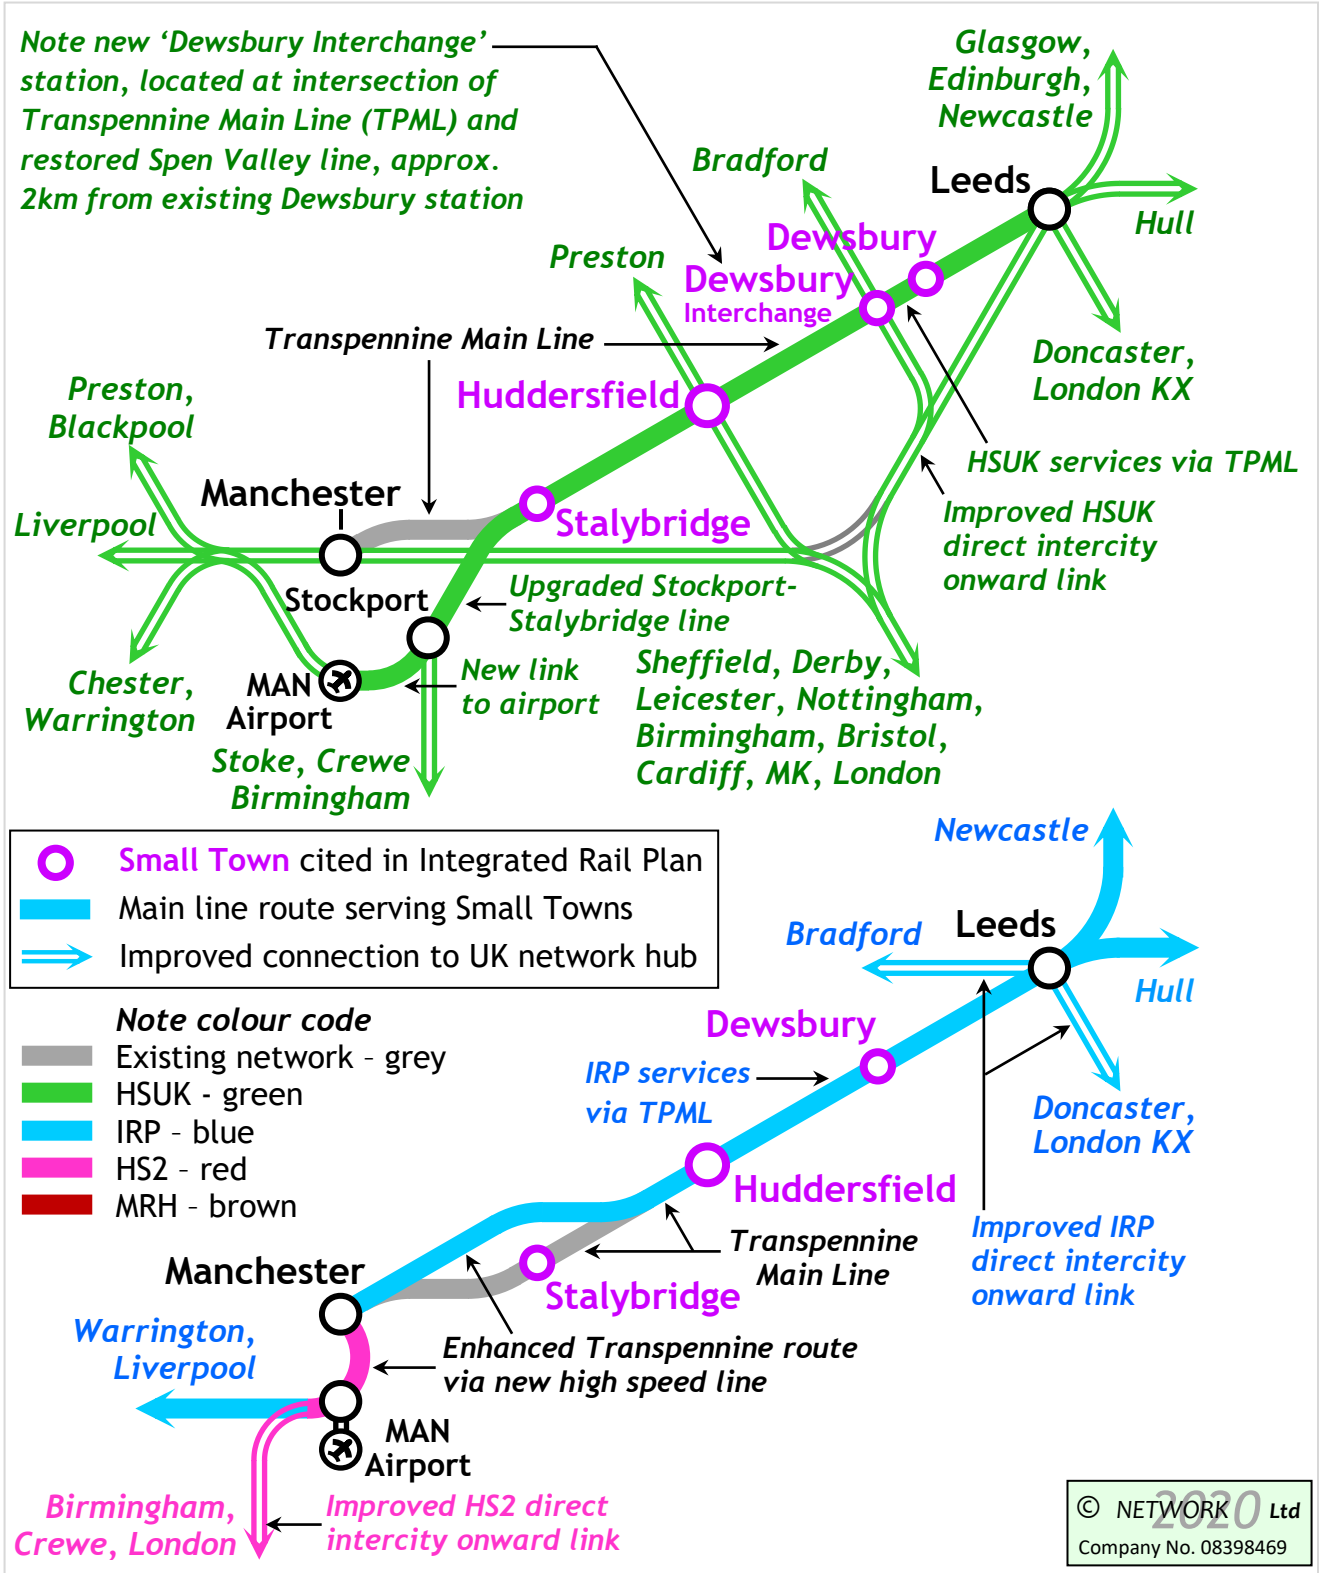 Note new ‘Dewsbury Interchange’
station, located at intersection of
Transpennine Main Line (TPML) and
restored Spen Valley line, approx.
2km from existing Dewsbury station
Glasgow,
Edinburgh,
Newcastle
Bradford
Leeds
Hull
Dewsbury
Preston
Dewsbury
Interchange
Transpennine Main Line
Doncaster,
London KX
Preston,
Blackpool
Huddersfield
HSUK services via TPML
Manchester
Liverpool
Stalybridge
Improved HSUK
direct intercity
onward link
Stockport
Upgraded Stockport-
Stalybridge line
Chester,
Warrington
MAN
Airport
New link
to airport
Sheffield, Derby,
Leicester, Nottingham,
Birmingham, Bristol,
Cardiff, MK, London
Stoke, Crewe
Birmingham
Small Town cited in Integrated Rail Plan
Main line route serving Small Towns
Improved connection to UK network hub
Newcastle
Leeds
Bradford
Hull
Note colour code
Existing network – grey
HSUK - green
IRP – blue
HS2 – red
MRH – brown
Dewsbury
IRP services
via TPML
Doncaster,
London KX
Huddersfield
Transpennine
Main Line
Improved IRP
direct intercity
onward link
Manchester
Stalybridge
Warrington,
Liverpool
Enhanced Transpennine route
via new high speed line
MAN
Airport
Birmingham,
Crewe, London
Improved HS2 direct
intercity onward link
© NETWORK 2020 Ltd
Company No. 08398469